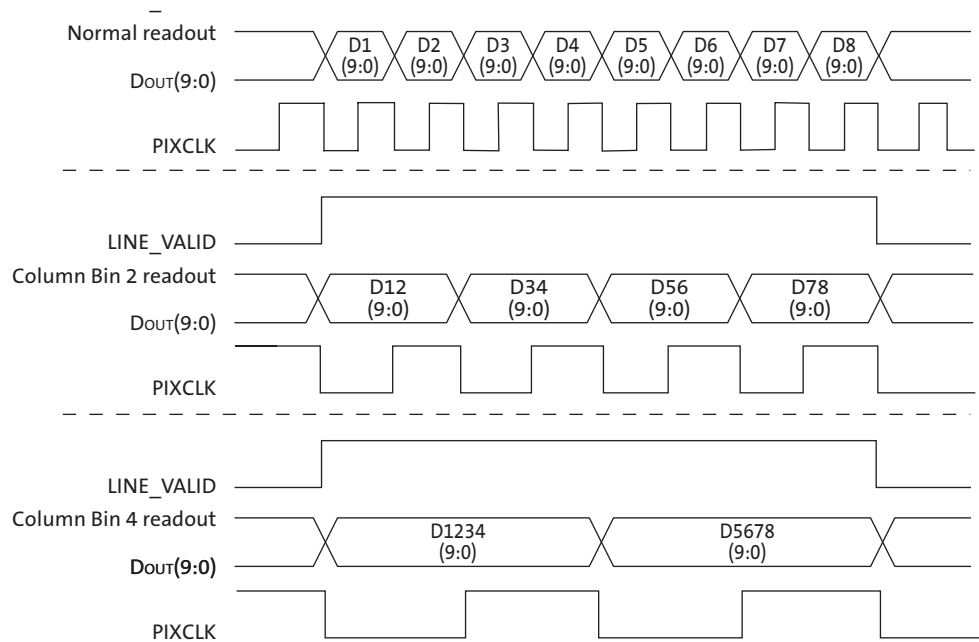 Normal readout
D1 D2 D3 D4 D5 D6 D7 D8
(9:0) (9:0) (9:0) (9:0) (9:0) (9:0) (9:0) (9:0)
DOUT(9:0)
PIXCLK
LINE_VALID
Column Bin 2 readout
D12 D34 D56 D78
(9:0) (9:0) (9:0) (9:0)
DOUT(9:0)
PIXCLK
LINE_VALID
Column Bin 4 readout
D1234 D5678
(9:0) (9:0)
DOUT(9:0)
PIXCLK